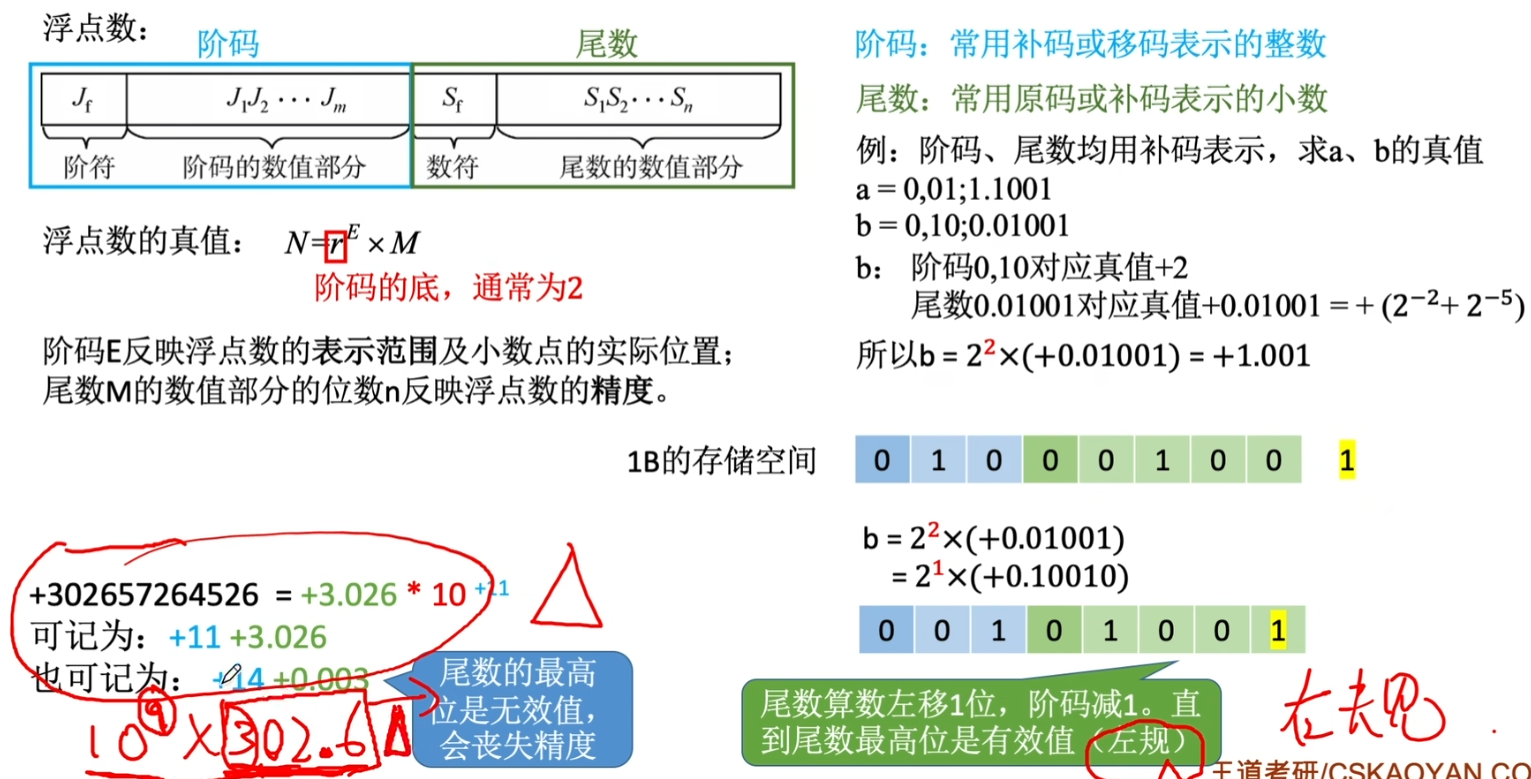 浮点数：
阶码
尾数
J_f J_1J_2 ··· J_m S_f S_1S_2 ··· S_n
阶符 阶码的数值部分 数符 尾数的数值部分
浮点数的真值： N=r^E × M
阶码的底，通常为2
阶码E反映浮点数的表示范围及小数点的实际位置；
尾数M的数值部分的位数n反映浮点数的精度。
阶码：常用补码或移码表示的整数
尾数：常用原码或补码表示的小数
例：阶码、尾数均用补码表示，求a、b的真值
a = 0,01;1.1001
b = 0,10;0.01001
b： 阶码0,10对应真值+2
尾数0.01001对应真值+0.01001 = + (2^−2 + 2^−5)
所以b = 2^2×(+0.01001) = +1.001
1B的存储空间 0 1 0 0 0 1 0 0 1
b = 2^2×(+0.01001)
= 2^1×(+0.10010)
0 0 1 0 1 0 0 1
+302657264526 = +3.026 * 10 +11
可记为：+11 +3.026
也可记为：+14 +0.003
尾数的最高
位是无效值，
会丧失精度
10^9 × 302.6
尾数算数左移1位，阶码减1。直
到尾数最高位是有效值（左规）
王道考研/CSKAOYAN.CO